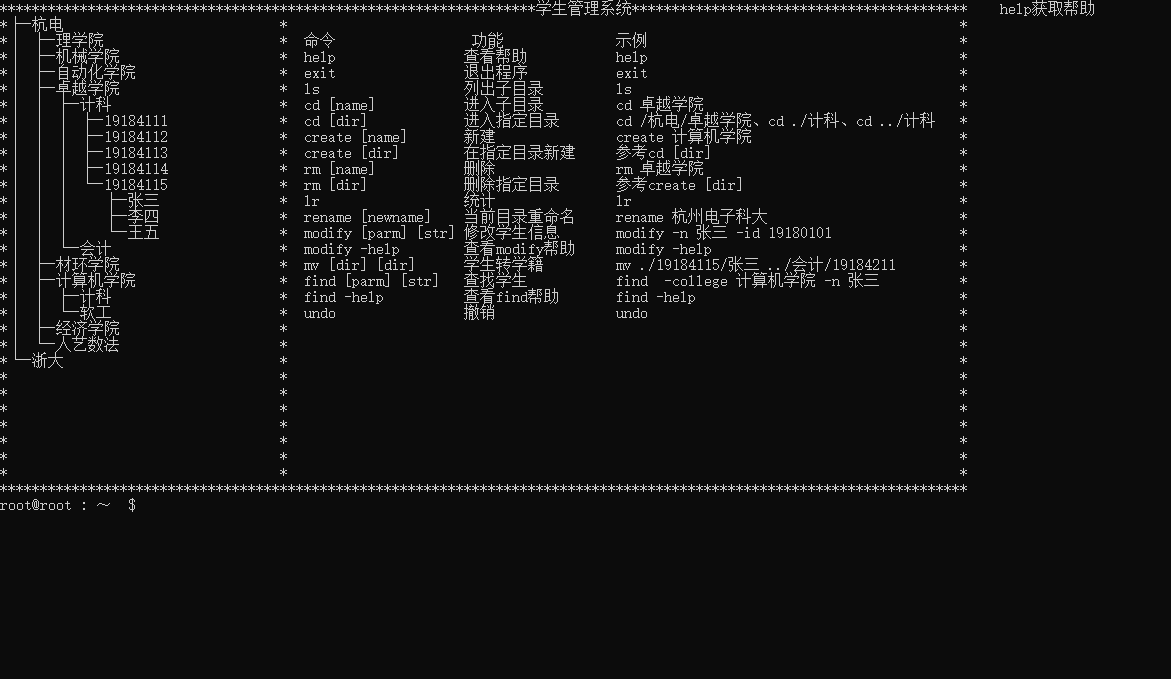 ************************************************************学生管理系统************************************** help获取帮助
* ├─杭电 * *
* │ ├─理学院 * 命令 功能 示例 *
* │ ├─机械学院 * help 查看帮助 help *
* │ ├─自动化学院 * exit 退出程序 exit *
* │ ├─卓越学院 * ls 列出子目录 ls *
* │ │ ├─计科 * cd [name] 进入子目录 cd 卓越学院 *
* │ │ │ ├─19184111 * cd [dir] 进入指定目录 cd /杭电/卓越学院、cd ./计科、cd ../计科 *
* │ │ │ ├─19184112 * create [name] 新建 create 计算机学院 *
* │ │ │ ├─19184113 * create [dir] 在指定目录新建 参考cd [dir] *
* │ │ │ ├─19184114 * rm [name] 删除 rm 卓越学院 *
* │ │ │ └─19184115 * rm [dir] 删除指定目录 参考create [dir] *
* │ │ │ ├─张三 * lr 统计 lr *
* │ │ │ ├─李四 * rename [newname] 当前目录重命名 rename 杭州电子科大 *
* │ │ │ └─王五 * modify [parm] [str] 修改学生信息 modify -n 张三 -id 19180101 *
* │ │ └─会计 * modify -help 查看modify帮助 modify -help *
* │ ├─材环学院 * mv [dir] [dir] 学生转学籍 mv ./19184115/张三 ../会计/19184211 *
* │ ├─计算机学院 * find [parm] [str] 查找学生 find -college 计算机学院 -n 张三 *
* │ │ ├─计科 * find -help 查看find帮助 find -help *
* │ │ └─软工 * undo 撤销 undo *
* │ ├─经济学院 * *
* │ └─人艺数法 * *
* └─浙大 * *
* * *
* * *
* * *
* * *
* * *
* * *
* * *
*************************************************************************************************************************
root@root : ~ $